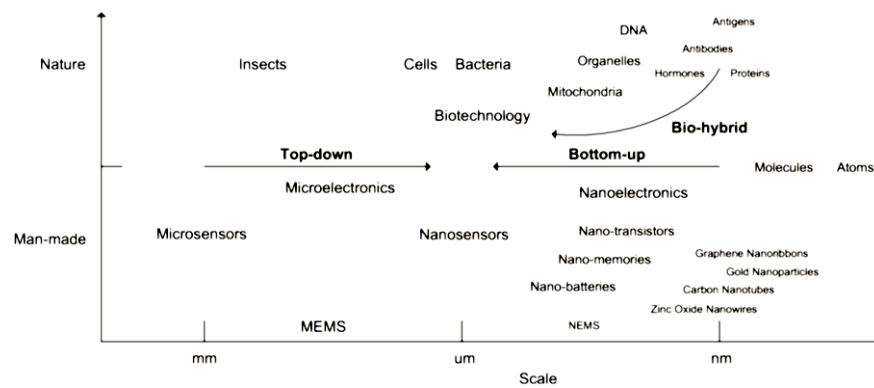 Antigens
DNA
Antibodies
Nature
Insects
Cells
Bacteria
Organelles
Hormones
Proteins
Mitochondria
Biotechnology
Bio-hybrid
Top-down
Bottom-up
Molecules
Atoms
Microelectronics
Nanoelectronics
Man-made
Microsensors
Nanosensors
Nano-transistors
Graphene Nanoribbons
Nano-memories
Gold Nanoparticles
Nano-batteries
Carbon Nanotubes
Zinc Oxide Nanowires
MEMS
NEMS
mm
um
nm
Scale